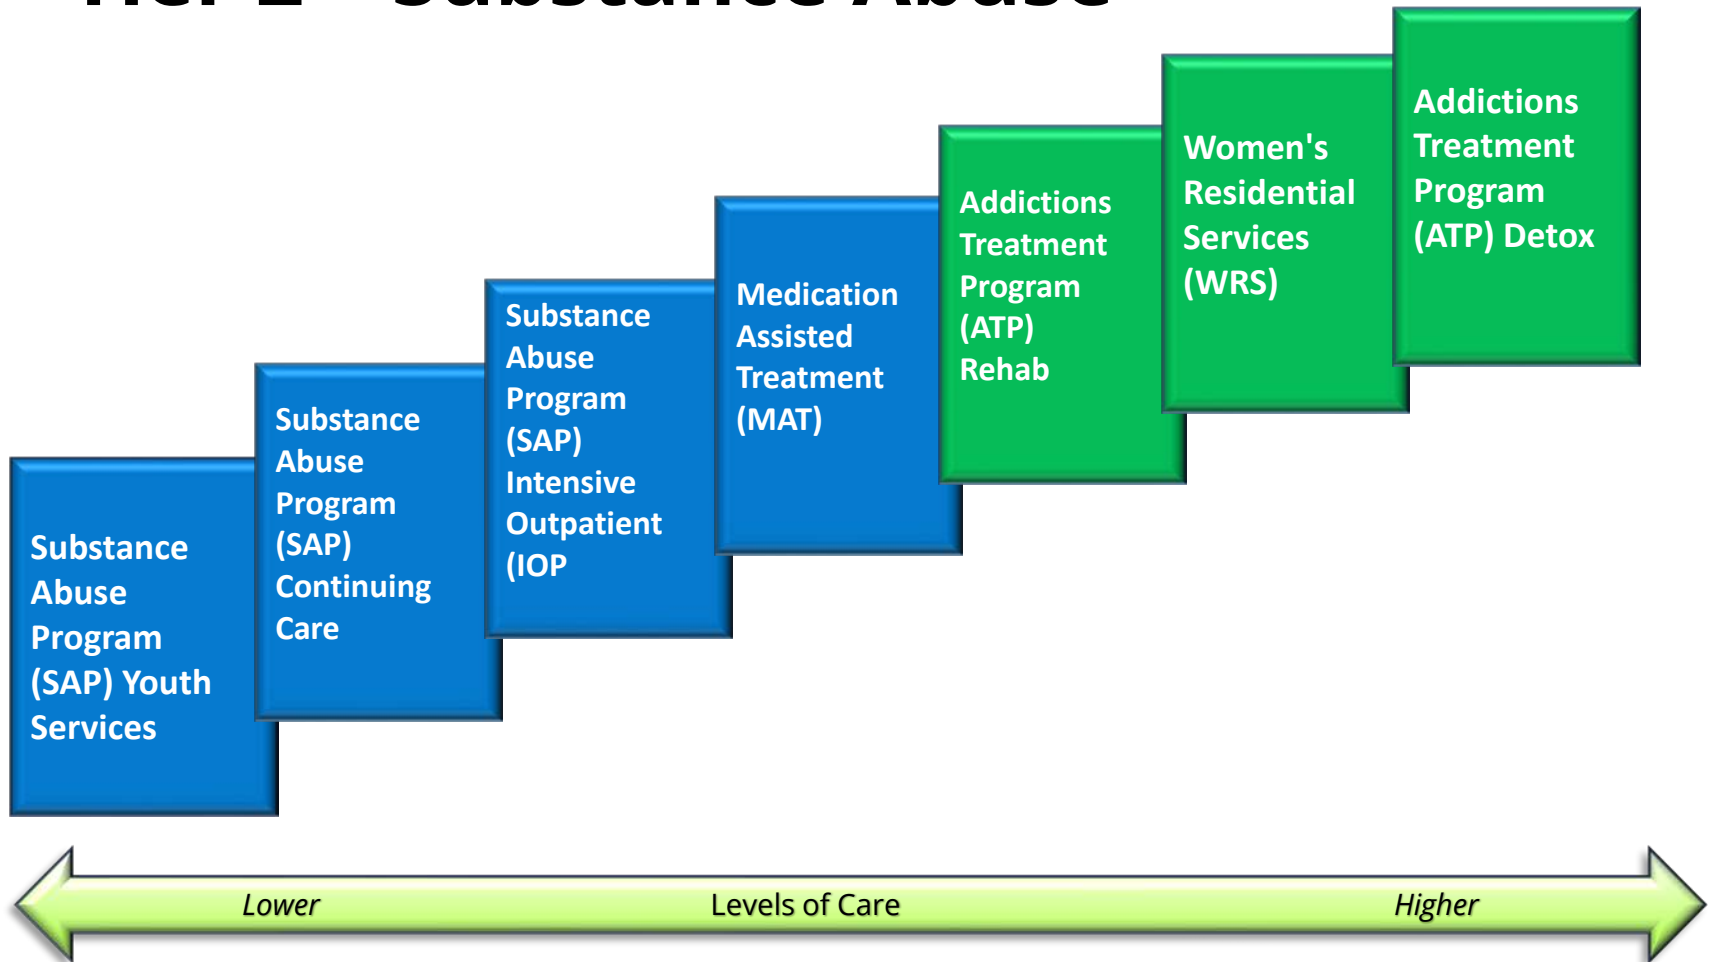 Substance Abuse
Substance
Abuse
Program
(SAP) Youth
Services
Substance
Abuse
Program
(SAP)
Continuing
Care
Substance
Abuse
Program
(SAP)
Intensive
Outpatient
(IOP
Medication
Assisted
Treatment
(MAT)
Addictions
Treatment
Program
(ATP)
Rehab
Women's
Residential
Services
(WRS)
Addictions
Treatment
Program
(ATP) Detox
Lower Levels of Care Higher